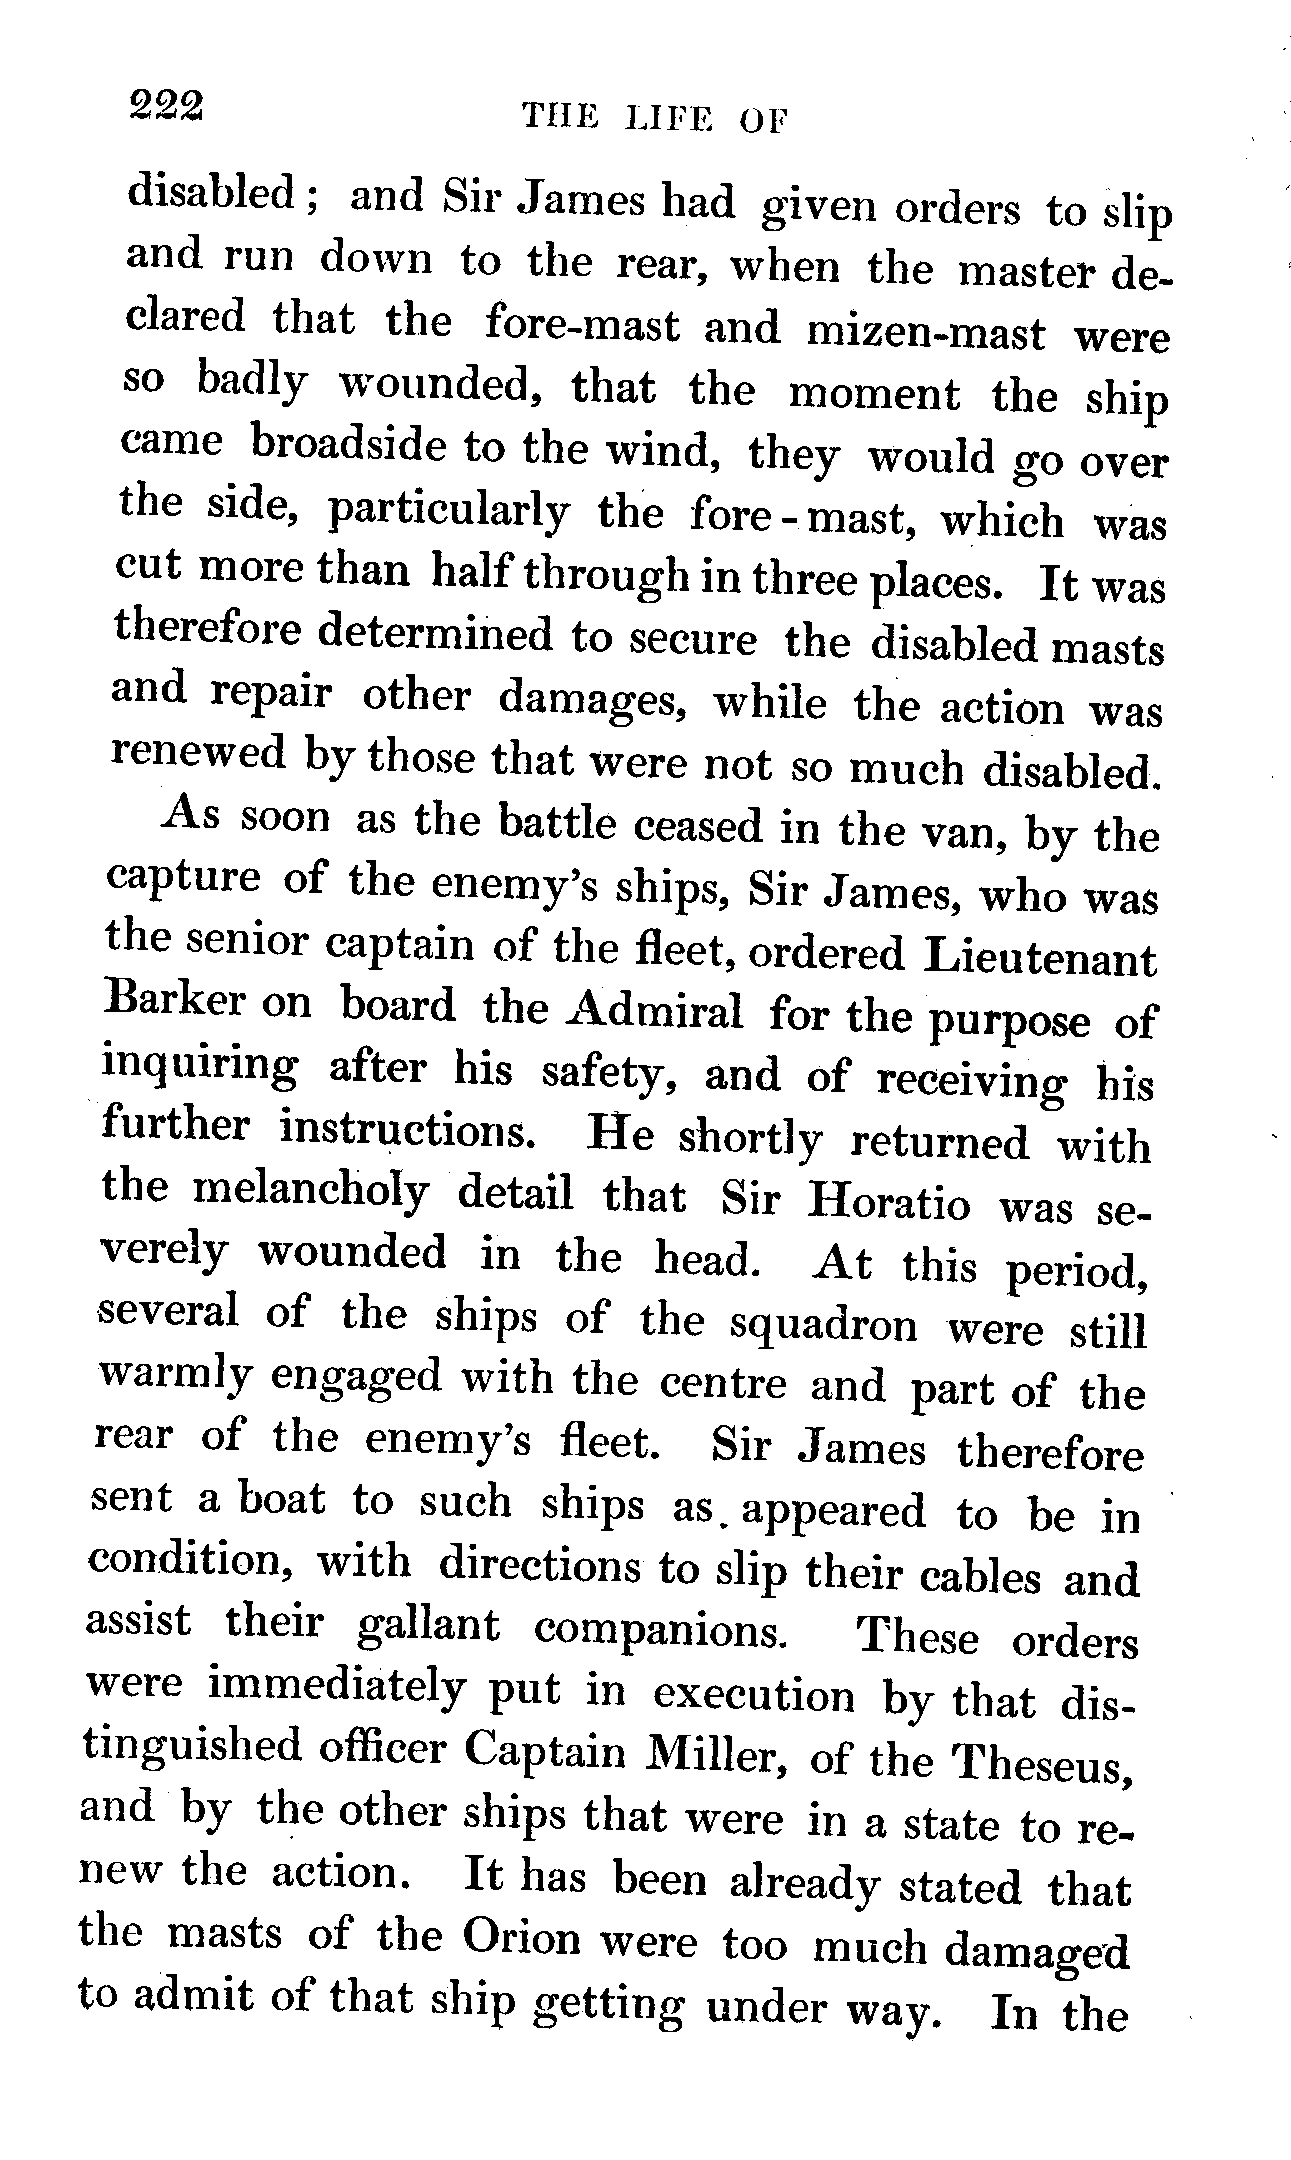 222 THE LIFE OF
disabled ; and Sir James had given orders to slip
and run down to the rear, when the master de-
clared that the fore-mast and mizen-mast were
so badly wounded, that the moment the ship
came broadside to the wind, they would go over
the side, particularly the fore-mast, which was
cut more than half through in three places. It was
therefore determined to secure the disabled masts
and repair other damages, while the action was
renewed by those that were not so much disabled.
As soon as the battle ceased in the van, by the
capture of the enemy's ships, Sir James, who was
the senior captain of the fleet, ordered Lieutenant
Barker on board the Admiral for the purpose of
inquiring after his safety, and of receiving his
further instructions. He shortly returned with
the melancholy detail that Sir Horatio was se-
verely wounded in the head. At this period,
several of the ships of the squadron were still
warmly engaged with the centre and part of the
rear of the enemy's fleet. Sir James therefore
sent a boat to such ships as. appeared to be in
condition, with directions to slip their cables and
assist their gallant companions. These orders
were immediately put in execution by that dis-
tinguished officer Captain Miller, of the Theseus,
and by the other ships that were in a state to re-
new the action. It has been already stated that
the masts of the Orion were too much damaged
to admit of that ship getting under way. In the